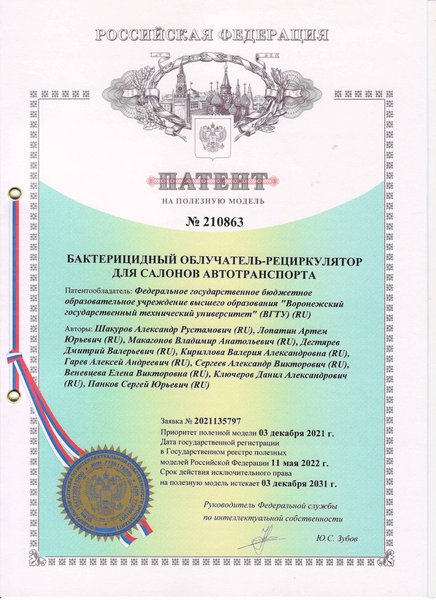 РОССИЙСКАЯ ФЕДЕРАЦИЯ
ПАТЕНТ
НА ПОЛЕЗНУЮ МОДЕЛЬ
№ 210863
БАКТЕРИЦИДНЫЙ ОБЛУЧАТЕЛЬ-РЕЦИРКУЛЯТОР
ДЛЯ САЛОНОВ АВТОТРАНСПОРТА
Патентообладатель: Федеральное государственное бюджетное
образовательное учреждение высшего образования "Воронежский
государственный технический университет" (ВГТУ) (RU)
Авторы: Шакуров Александр Рустамович (RU), Лопатин Артем
Юрьевич (RU), Макагонов Владимир Анатольевич (RU), Дегтярев
Дмитрий Валерьевич (RU), Кириллова Валерия Александровна (RU),
Гарев Алексей Андреевич (RU), Сергеев Александр Викторович (RU),
Веневцева Елена Викторовна (RU), Ключеров Данил Александрович
(RU), Панков Сергей Юрьевич (RU)
Заявка № 2021135797
Приоритет полезной модели 03 декабря 2021 г.
Дата государственной регистрации
в Государственном реестре полезных
моделей Российской Федерации 11 мая 2022 г.
Срок действия исключительного права
на полезную модель истекает 03 декабря 2031 г.
Руководитель Федеральной службы
по интеллектуальной собственности
Ю.С. Зубов